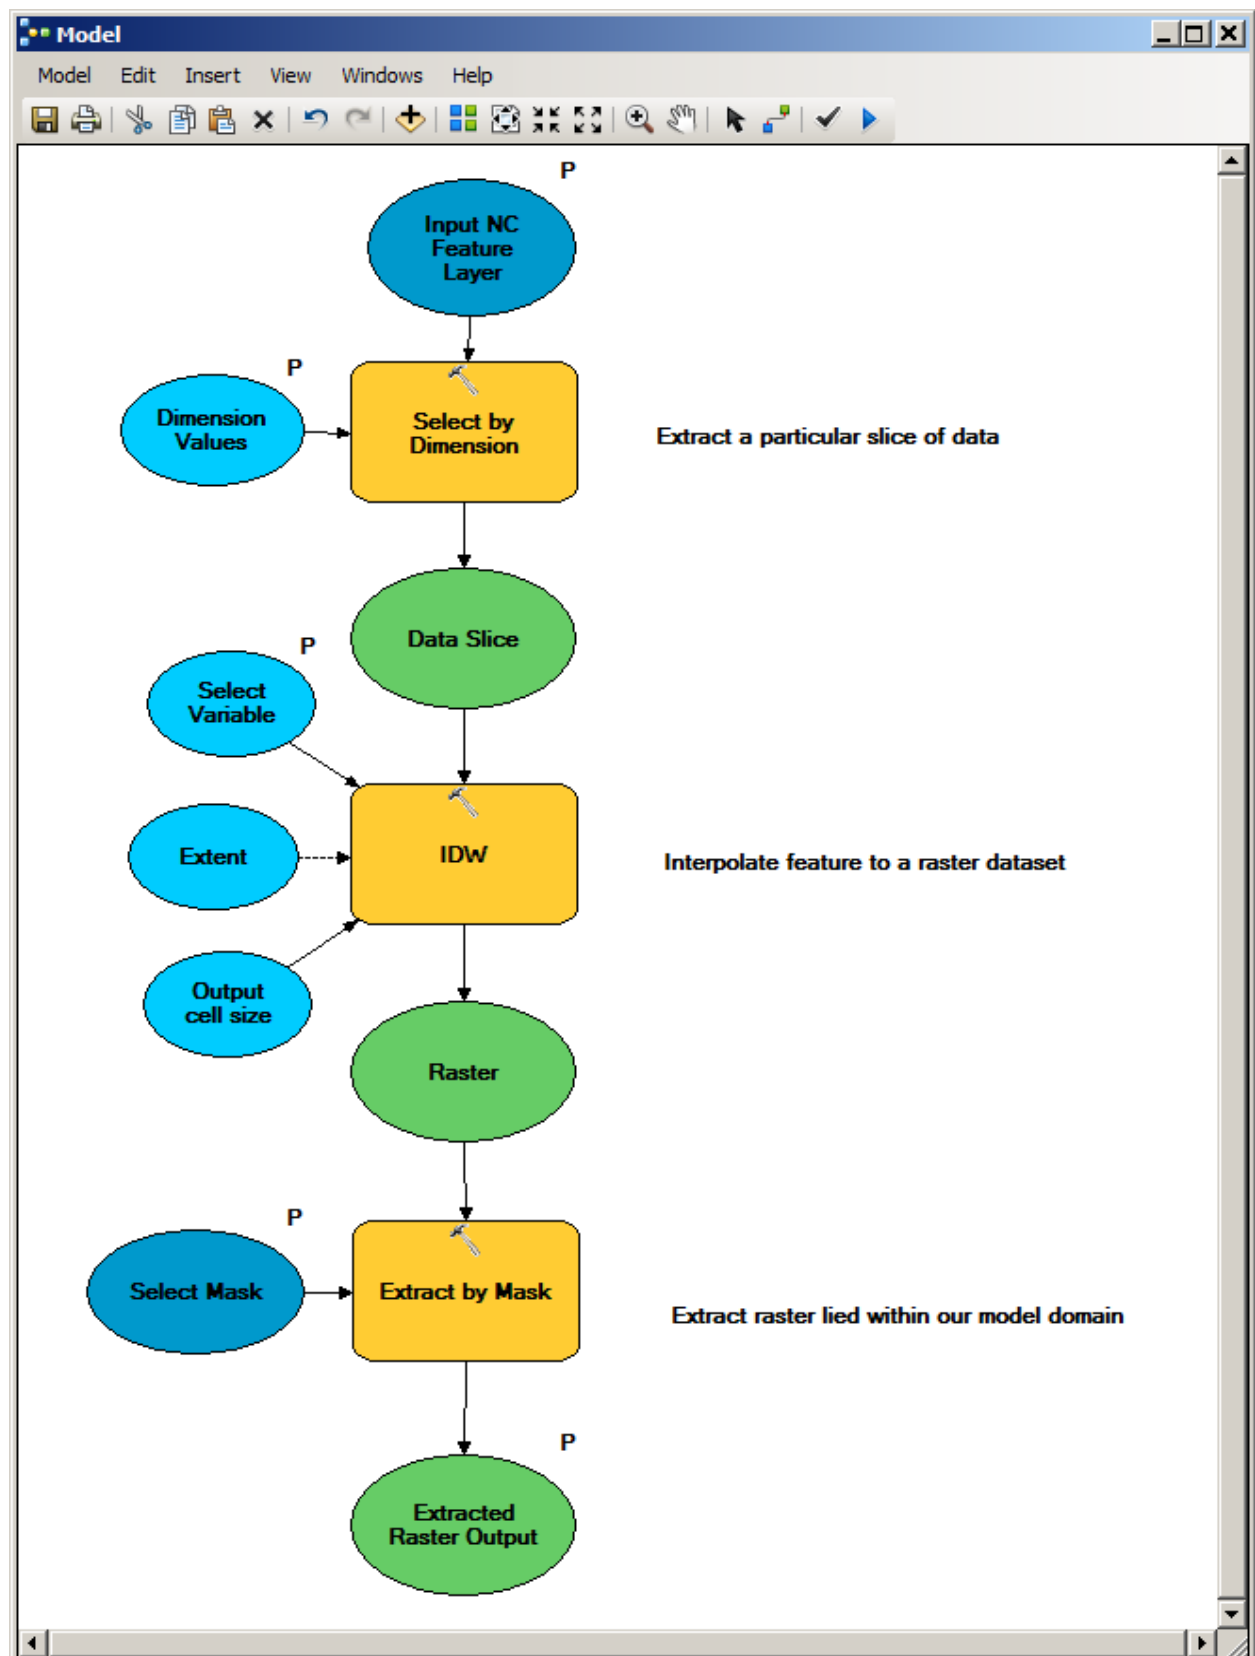 Model
Model Edit Insert View Windows Help
P
Input NC
Feature
Layer
P
Dimension
Values
Select by
Dimension
Extract a particular slice of data
Data Slice
P
Select
Variable
Extent
IDW
Interpolate feature to a raster dataset
Output
cell size
Raster
P
Select Mask
Extract by Mask
Extract raster lied within our model domain
P
Extracted
Raster Output